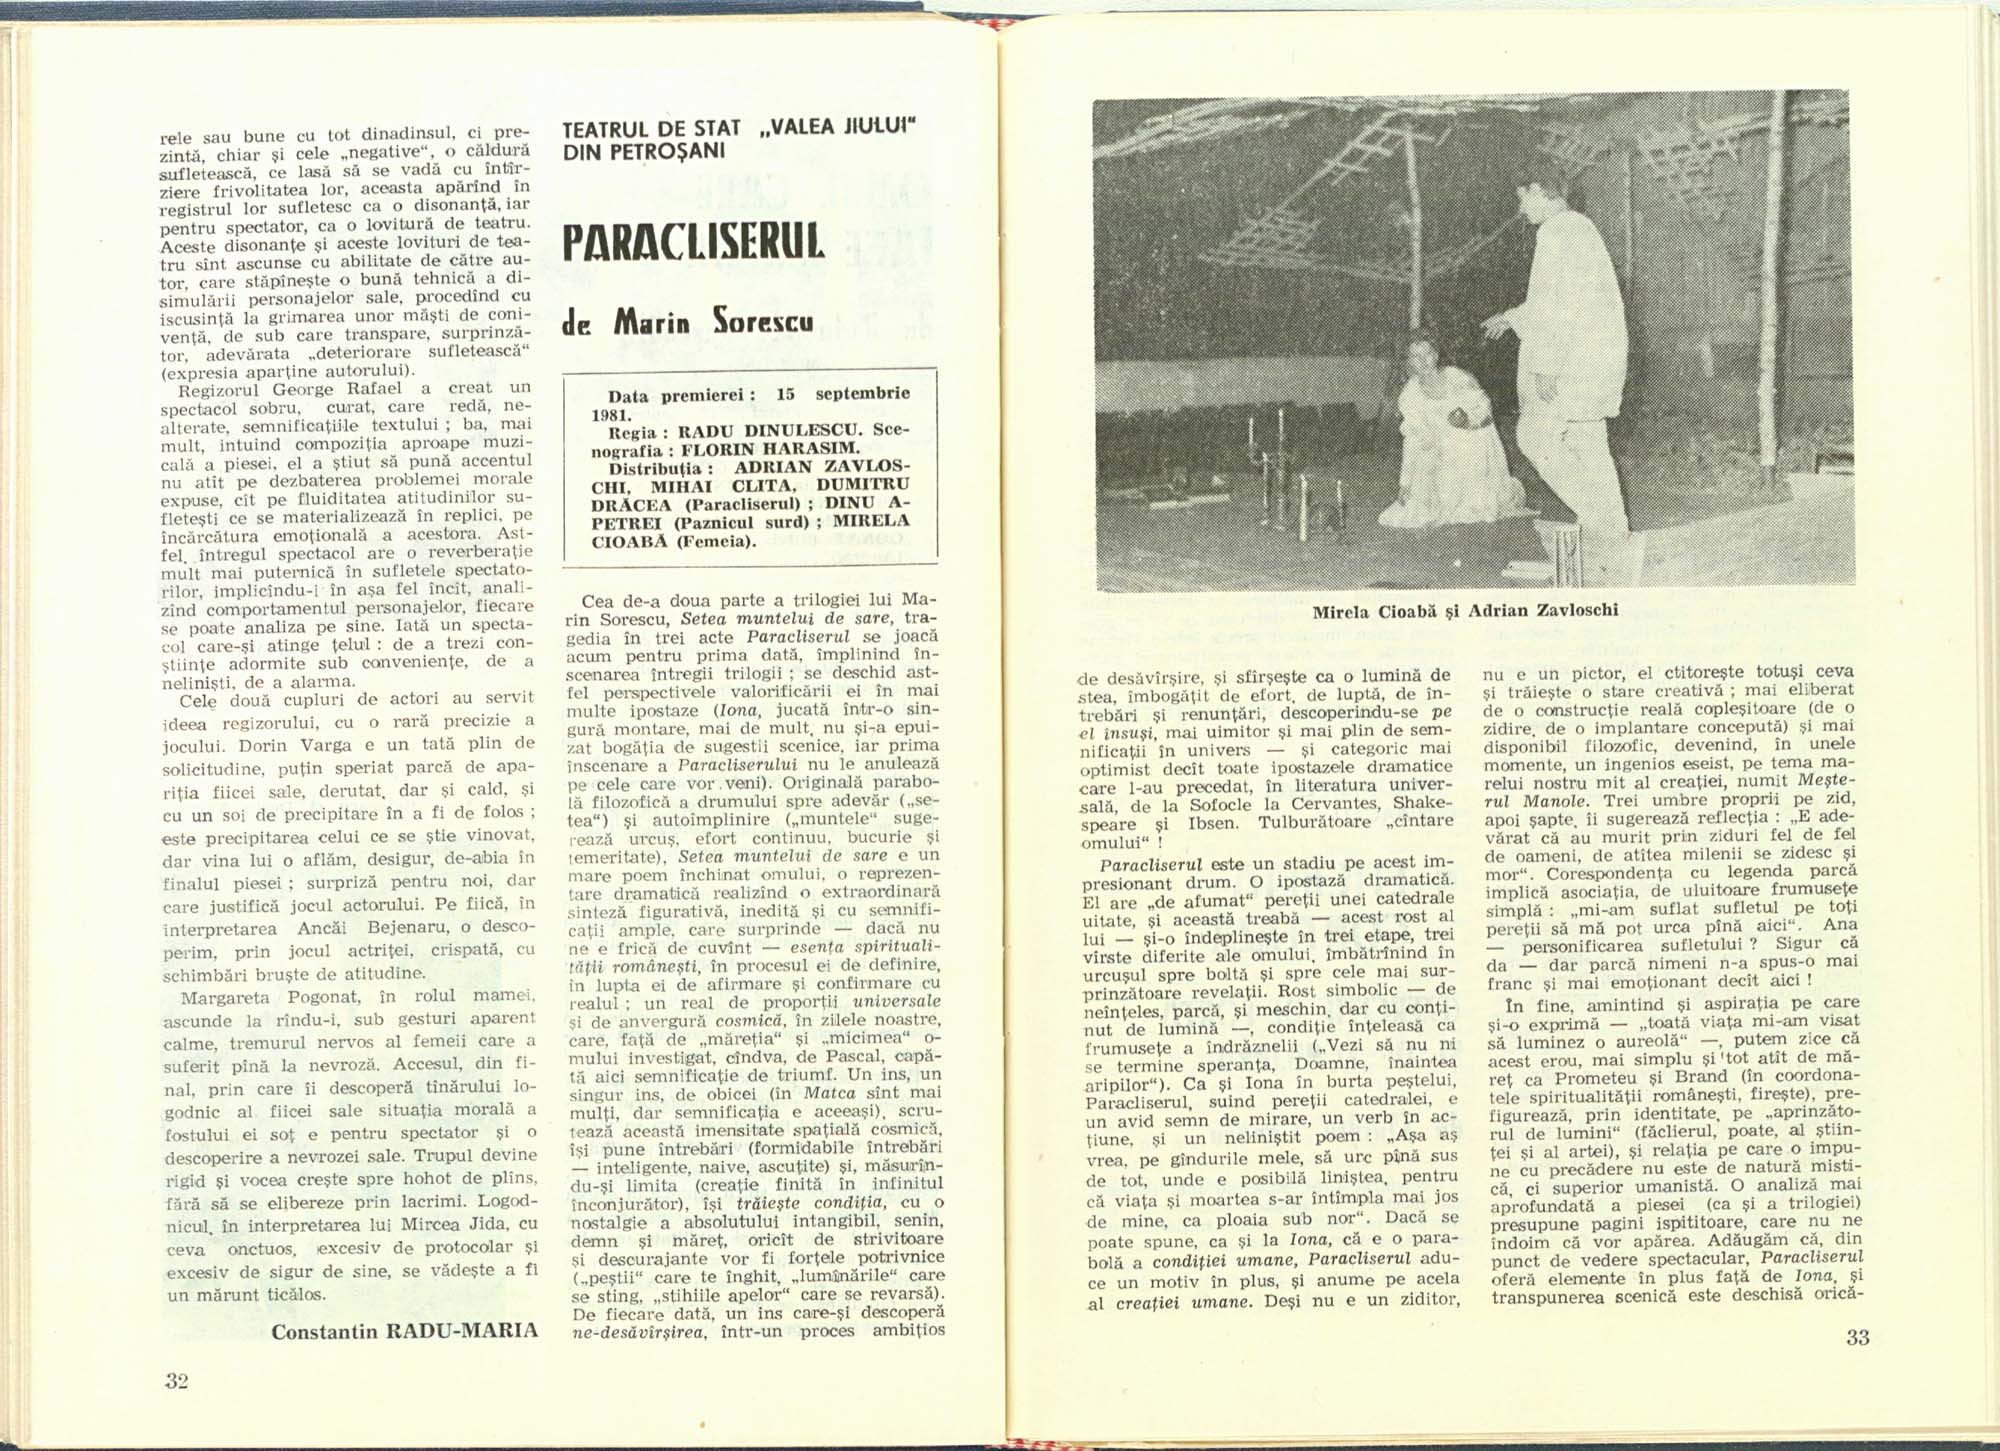 rele sau bune cu tot dinadinsul, ci pre-
zintă, chiar și cele „negative“, o căldură
sufletească, ce lasă să se vadă cu întîr-
ziere frivolitatea lor, aceasta apărînd în
registrul lor sufletesc ca o disonanță, iar
pentru spectator, ca o lovitură de teatru.
Aceste disonanțe și aceste lovituri de tea-
tru sînt ascunse cu abilitate de către au-
tor, care stăpînește o bună tehnică a di-
simulării personajelor sale, procedînd cu
iscusință la grimarea unor măști de coni-
vență, de sub care transpare, surprinză-
tor, adevărata „deteriorare sufletească“
(expresia aparține autorului).
Regizorul George Rafael a creat un
spectacol sobru, curat, care redă, ne-
alterate, semnificațiile textului ; ba, mai
mult, intuind compoziția aproape muzi-
cală a piesei, el a știut să pună accentul
nu atît pe dezbaterea problemei morale
expuse, cît pe fluiditatea atitudinilor su-
fletești ce se materializează în replici, pe
încărcătura emoțională a acestora. Ast-
fel, întregul spectacol are o reverberație
mult mai puternică în sufletele spectato-
rilor, implicîndu-i în așa fel încît, anali-
zînd comportamentul personajelor, fiecare
se poate analiza pe sine. Iată un specta-
col care-și atinge țelul : de a trezi con-
științe adormite sub conveniențe, de a
neliniști, de a alarma.
Cele două cupluri de actori au servit
ideea regizorului, cu o rară precizie a
jocului. Dorin Varga e un tată plin de
solicitudine, puțin speriat parcă de apa-
riția fiicei sale, derutat, dar și cald, și
cu un soi de precipitare în a fi de folos ;
este precipitarea celui ce se știe vinovat,
dar vina lui o aflăm, desigur, de-abia în
finalul piesei ; surpriză pentru noi, dar
care justifică jocul actorului. Pe fiică, în
interpretarea Ancăi Bejenaru, o desco-
perim, prin jocul actriței, crispată, cu
schimbări bruște de atitudine.
Margareta Pogonat, în rolul mamei,
ascunde la rîndu-i, sub gesturi aparent
calme, tremurul nervos al femeii care a
suferit pînă la nevroză. Accesul, din fi-
nal, prin care îi descoperă tînărului lo-
godnic al fiicei sale situația morală a
fostului ei soț e pentru spectator și o
descoperire a nevrozei sale. Trupul devine
rigid și vocea crește spre hohot de plîns,
fără să se elibereze prin lacrimi. Logod-
nicul, în interpretarea lui Mircea Jida, cu
ceva onctuos, excesiv de protocolar și
excesiv de sigur de sine, se vădește a fi
un mărunt ticălos.
Constantin RADU-MARIA
32
TEATRUL DE STAT „VALEA JIULUI“
DIN PETROȘANI
PARACLISERUL
de Marin Sorescu
Data premierei : 15 septembrie
1981.
Regia : RADU DINULESCU. Sce-
nografia : FLORIN HARASIM.
Distribuția : ADRIAN ZAVLOS-
CHI, MIHAI CLITA, DUMITRU
DRĂCEA (Paracliserul) ; DINU A-
PETREI (Paznicul surd) ; MIRELA
CIOABĂ (Femeia).
Cea de-a doua parte a trilogiei lui Ma-
rin Sorescu, Setea muntelui de sare, tra-
gedia în trei acte Paracliserul se joacă
acum pentru prima dată, împlinind în-
scenarea întregii trilogii ; se deschid ast-
fel perspectivele valorificării ei în mai
multe ipostaze (Iona, jucată într-o sin-
gură montare, mai de mult, nu și-a epui-
zat bogăția de sugestii scenice, iar prima
înscenare a Paracliserului nu le anulează
pe cele care vor veni). Originală parabo-
lă filozofică a drumului spre adevăr („se-
tea“) și autoîmplinire („muntele“ suge-
rează urcuș, efort continuu, bucurie și
temeritate), Setea muntelui de sare e un
mare poem închinat omului, o reprezen-
tare dramatică realizînd o extraordinară
sinteză figurativă, inedită și cu semnifi-
cații ample, care surprinde — dacă nu
ne e frică de cuvînt — esența spirituali-
tății românești, în procesul ei de definire,
în lupta ei de afirmare și confirmare cu
realul ; un real de proporții universale
și de anvergură cosmică, în zilele noastre,
care, față de „măreția“ și „micimea“ o-
mului investigat, cîndva, de Pascal, capă-
tă aici semnificație de triumf. Un ins, un
singur ins, de obicei (în Matca sînt mai
mulți, dar semnificația e aceeași), scru-
tează această imensitate spațială cosmică,
își pune întrebări (formidabile întrebări
— inteligente, naive, ascuțite) și, măsurîn-
du-și limita (creație finită în infinitul
înconjurător), își trăiește condiția, cu o
nostalgie a absolutului intangibil, senin,
demn și măreț, oricît de strivitoare
și descurajante vor fi forțele potrivnice
(„peștii“ care te înghit, „luminările“ care
se sting, „stihiile apelor“ care se revarsă).
De fiecare dată, un ins care-și descoperă
ne-desăvîrșirea, într-un proces ambițios
Mirela Cioabă și Adrian Zavloschi
de desăvîrșire, și sfîrșește ca o lumină de
stea, îmbogățit de efort, de luptă, de în-
trebări și renunțări, descoperindu-se pe
el însuși, mai uimitor și mai plin de sem-
nificații în univers — și categoric mai
optimist decît toate ipostazele dramatice
care l-au precedat, în literatura univer-
sală, de la Sofocle la Cervantes, Shake-
speare și Ibsen. Tulburătoare „cîntare
omului“ !
Paracliserul este un stadiu pe acest im-
presionant drum. O ipostază dramatică.
El are „de afumat“ pereții unei catedrale
uitate, și această treabă — acest rost al
lui — și-o îndeplinește în trei etape, trei
vîrste diferite ale omului, îmbătrînind în
urcușul spre boltă și spre cele mai sur-
prinzătoare revelații. Rost simbolic — de
neînțeles, parcă, și meschin, dar cu conți-
nut de lumină —, condiție înțeleasă ca
frumusețe a îndrăznelii („Vezi să nu ni
se termine speranța, Doamne, înaintea
aripilor“). Ca și Iona în burta peștelui,
Paracliserul, suind pereții catedralei, e
un avid semn de mirare, un verb în ac-
țiune, și un neliniștit poem : „Așa aș
vrea, pe gîndurile mele, să urc pînă sus
de tot, unde e posibilă liniștea, pentru
că viața și moartea s-ar întîmpla mai jos
de mine, ca ploaia sub nor“. Dacă se
poate spune, ca și la Iona, că e o para-
bolă a condiției umane, Paracliserul adu-
ce un motiv în plus, și anume pe acela
al creației umane. Deși nu e un ziditor,
nu e un pictor, el ctitorește totuși ceva
și trăiește o stare creativă ; mai eliberat
de o construcție reală copleșitoare (de o
zidire, de o implantare concepută) și mai
disponibil filozofic, devenind, în unele
momente, un ingenios eseist, pe tema ma-
relui nostru mit al creației, numit Mește-
rul Manole. Trei umbre proprii pe zid,
apoi șapte, îi sugerează reflecția : „E ade-
vărat că au murit prin ziduri fel de fel
de oameni, de atîtea milenii se zidesc și
mor“. Corespondența cu legenda parcă
implică asociația, de uluitoare frumusețe
simplă : „mi-am suflat sufletul pe toți
pereții să mă pot urca pînă aici“. Ana
— personificarea sufletului ? Sigur că
da — dar parcă nimeni n-a spus-o mai
franc și mai emoționant decît aici !
În fine, amintind și aspirația pe care
și-o exprimă — „toată viața mi-am visat
să luminez o aureolă“ —, putem zice că
acest erou, mai simplu și tot atît de mă-
reț ca Prometeu și Brand (în coordona-
tele spiritualității românești, firește), pre-
figurează, prin identitate, pe „aprinzăto-
rul de lumini“ (făclierul, poate, al știin-
ței și al artei), și relația pe care o impu-
ne cu precădere nu este de natură misti-
că, ci superior umanistă. O analiză mai
aprofundată a piesei (ca și a trilogiei)
presupune pagini ispititoare, care nu ne
îndoim că vor apărea. Adăugăm că, din
punct de vedere spectacular, Paracliserul
oferă elemente în plus față de Iona, și
transpunerea scenică este deschisă orică-
33